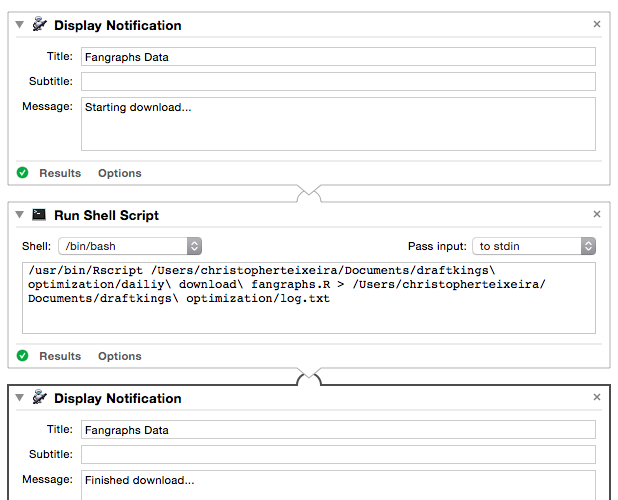 Display Notification
Title: Fangraphs Data
Subtitle:
Message: Starting download...
Results Options
Run Shell Script
Shell: /bin/bash Pass input: to stdin
/usr/bin/Rscript /Users/christopherteixeira/Documents/draftkings\
optimization/dailiy\ download\ fangraphs.R > /Users/christopherteixeira/
Documents/draftkings\ optimization/log.txt
Results Options
Display Notification
Title: Fangraphs Data
Subtitle:
Message: Finished download...